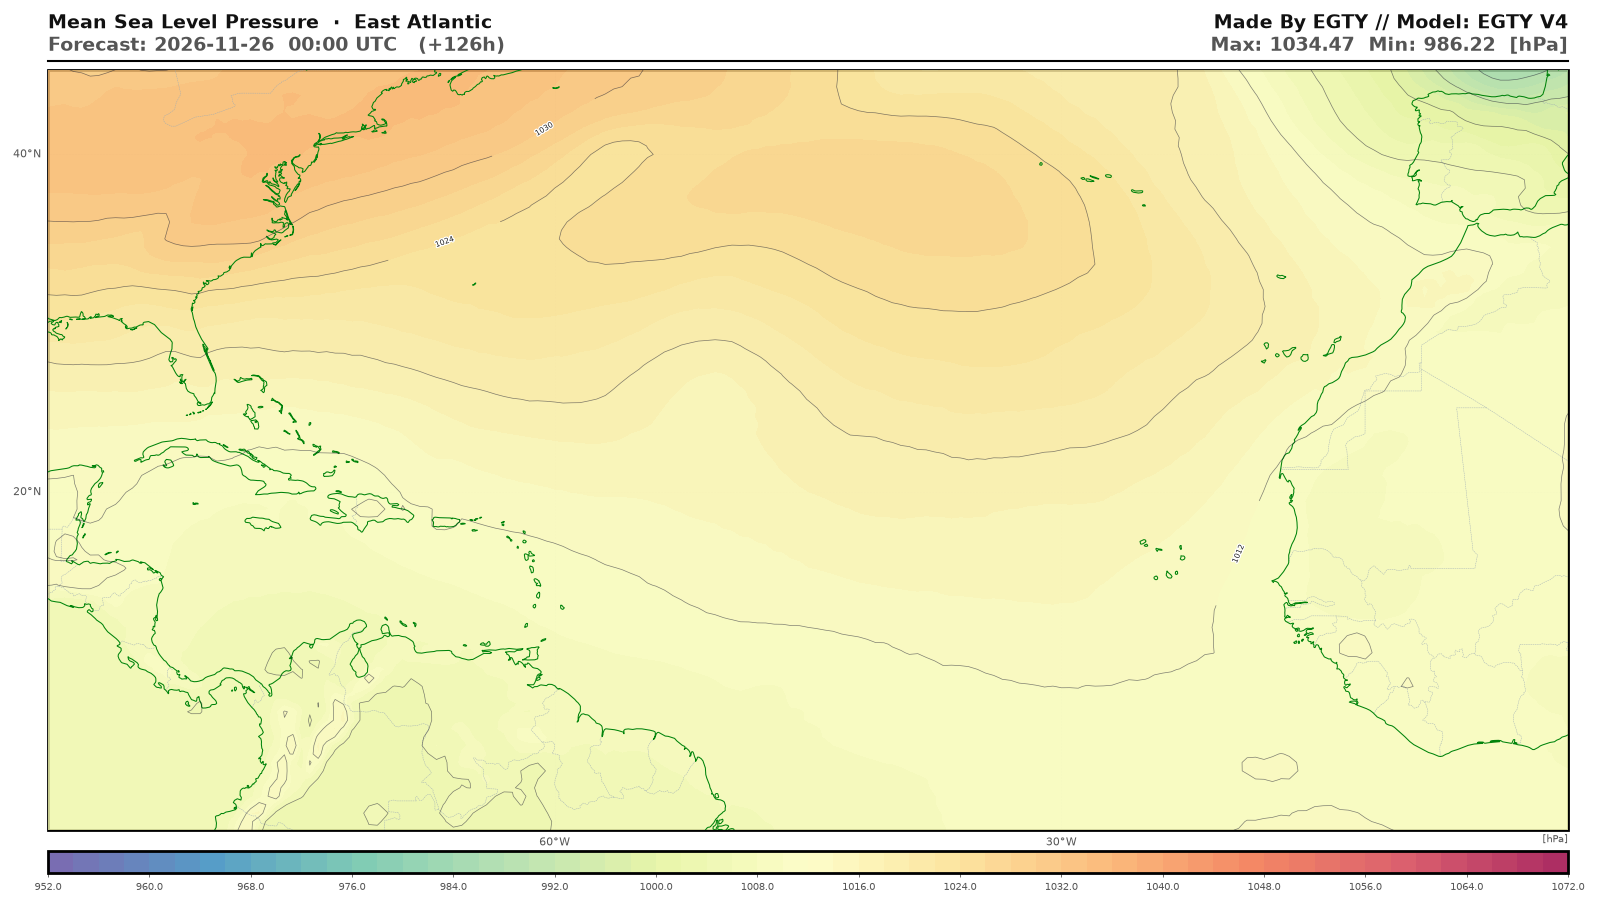 Mean Sea Level Pressure · East Atlantic
Made By EGTY // Model: EGTY V4
Forecast: 2026-11-26 00:00 UTC (+126h)
Max: 1034.47 Min: 986.22 [hPa]
1030
40°N
1024
20°N
1012
60°W
30°W
[hPa]
952.0 960.0 968.0 976.0 984.0 992.0 1000.0 1008.0 1016.0 1024.0 1032.0 1040.0 1048.0 1056.0 1064.0 1072.0